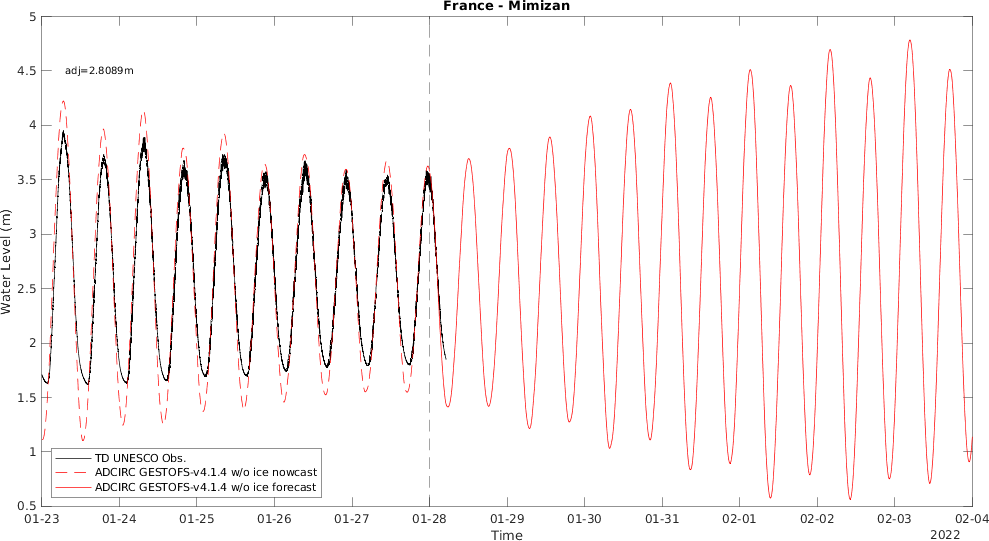 France - Mimizan
5
4.5
4
3.5
3
2.5
2
1.5
1
0.5
Water Level (m)
adj=2.8089m
TD UNESCO Obs.
ADCIRC GESTOFS-v4.1.4 w/o ice nowcast
ADCIRC GESTOFS-v4.1.4 w/o ice forecast
01-23 01-24 01-25 01-26 01-27 01-28 01-29 01-30 01-31 02-01 02-02 02-03 02-04
Time
2022